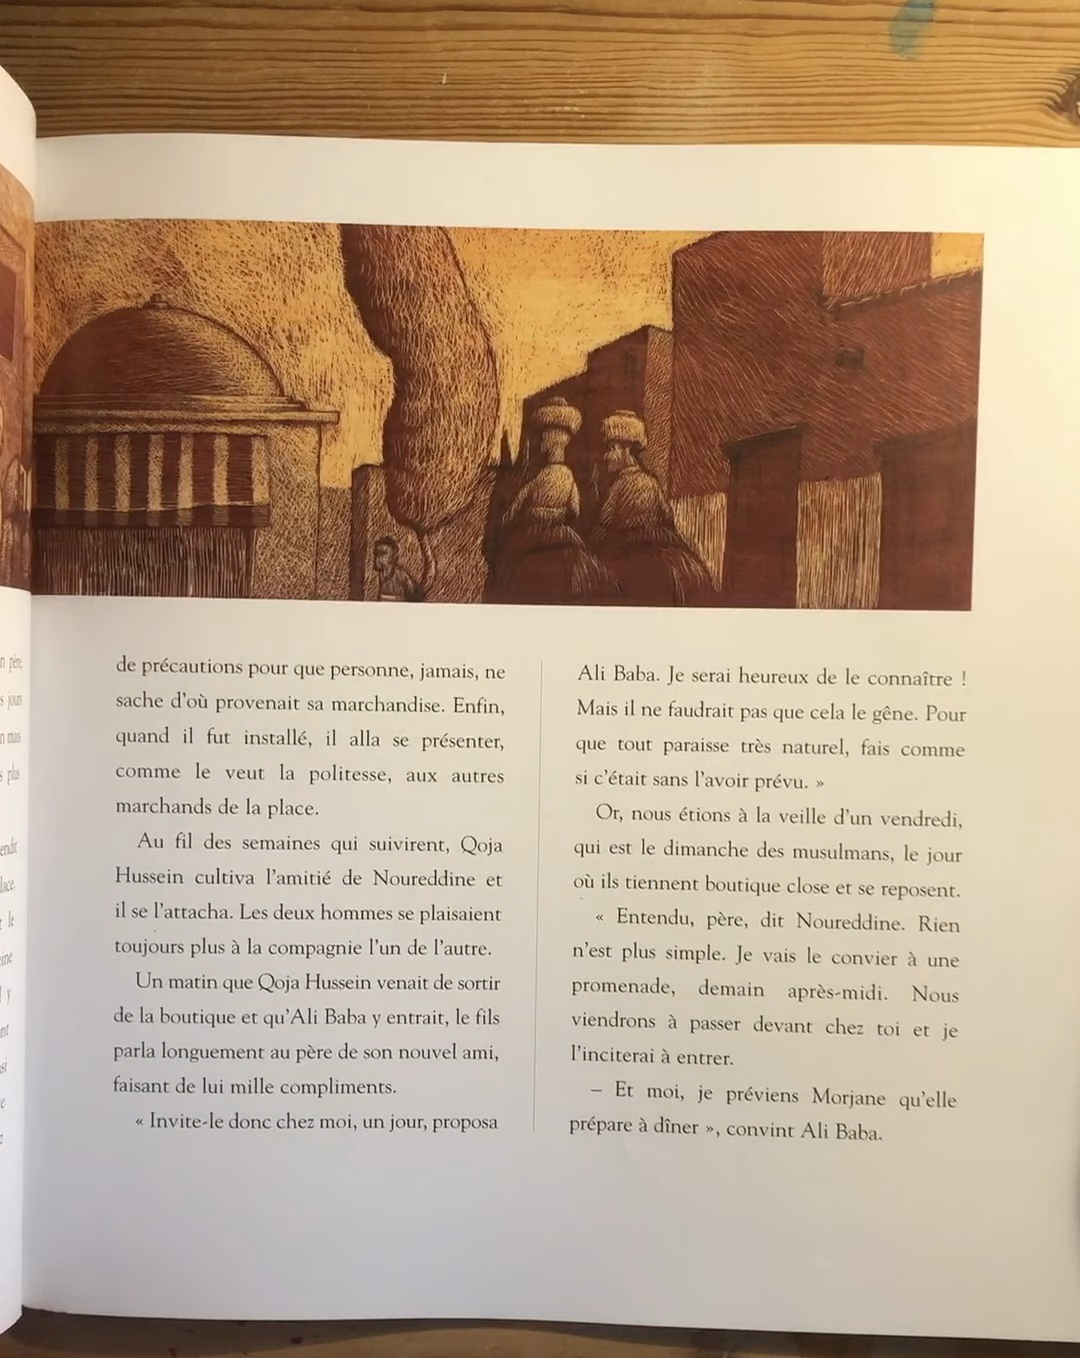 de précautions pour que personne, jamais, ne
sache d'où provenait sa marchandise. Enfin,
quand il fut installé, il alla se présenter,
comme le veut la politesse, aux autres
marchands de la place.
Au fil des semaines qui suivirent, Qoja
Hussein cultiva l'amitié de Noureddine et
il se l'attacha. Les deux hommes se plaisaient
toujours plus à la compagnie l'un de l'autre.
Un matin que Qoja Hussein venait de sortir
de la boutique et qu'Ali Baba y entrait, le fils
parla longuement au père de son nouvel ami,
faisant de lui mille compliments.
« Invite-le donc chez moi, un jour, proposa
Ali Baba. Je serai heureux de le connaître !
Mais il ne faudrait pas que cela le gêne. Pour
que tout paraisse très naturel, fais comme
si c'était sans l'avoir prévu. »
Or, nous étions à la veille d'un vendredi,
qui est le dimanche des musulmans, le jour
où ils tiennent boutique close et se reposent.
« Entendu, père, dit Noureddine. Rien
n'est plus simple. Je vais le convier à une
promenade, demain après-midi. Nous
viendrons à passer devant chez toi et je
l'inciterai à entrer.
– Et moi, je préviens Morjane qu'elle
prépare à dîner », convint Ali Baba.